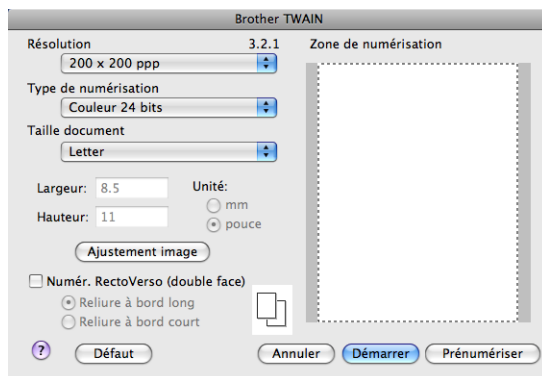 Brother TWAIN
Résolution 3.2.1
200 x 200 ppp
Type de numérisation
Couleur 24 bits
Taille document
Letter
Largeur: 8.5
Hauteur: 11
Unité:
mm
pouce
Ajustement image
Numér. RectoVerso (double face)
Reliure à bord long
Reliure à bord court
? Défaut
Zone de numérisation
Annuler Démarrer Prénumériser